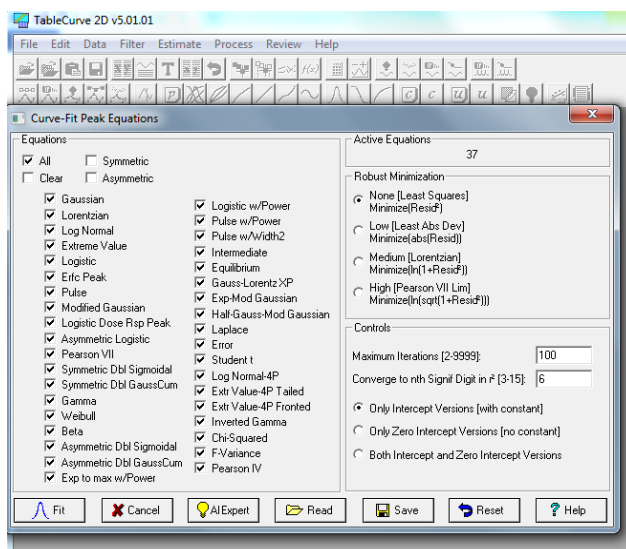 TableCurve 2D v5.01.01
File Edit Data Filter Estimate Process Review Help
Curve-Fit Peak Equations
Equations
All
Symmetric
Clear
Asymmetric
Gaussian
Lorentzian
Log Normal
Extreme Value
Logistic
Erfc Peak
Pulse
Modified Gaussian
Logistic Dose Rsp Peak
Asymmetric Logistic
Pearson VII
Symmetric Dbl Sigmoidal
Symmetric Dbl GaussCum
Gamma
Weibull
Beta
Asymmetric Dbl Sigmoidal
Asymmetric Dbl GaussCum
Exp to max w/Power
Logistic w/Power
Pulse w/Power
Pulse w/Width2
Intermediate
Equilibrium
Gauss-Lorentz XP
Exp-Mod Gaussian
Half-Gauss-Mod Gaussian
Laplace
Error
Student t
Log Normal-4P
Extr Value-4P Tailed
Extr Value-4P Fronted
Inverted Gamma
Chi-Squared
F-Variance
Pearson IV
Active Equations
37
Robust Minimization
None [Least Squares]
Minimize(Resid²)
Low [Least Abs Dev]
Minimize(abs(Resid))
Medium [Lorentzian]
Minimize(ln(1+Resid²))
High [Pearson VII Lim]
Minimize(ln(sqrt(1+Resid²)))
Controls
Maximum Iterations [2-9999]: 100
Converge to nth Signif Digit in r² [3-15]: 6
Only Intercept Versions [with constant]
Only Zero Intercept Versions [no constant]
Both Intercept and Zero Intercept Versions
Fit Cancel AI Expert Read Save Reset Help